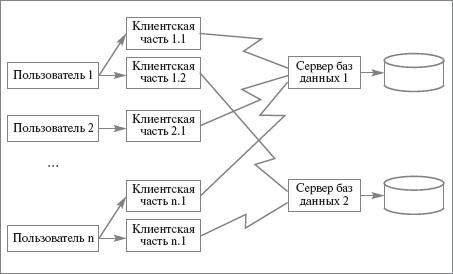 Клиентская
часть 1.1
Пользователь 1
Клиентская
часть 1.2
Сервер баз
данных 1
Пользователь 2
Клиентская
часть 2.1
...
Клиентская
часть n.1
Сервер баз
данных 2
Пользователь n
Клиентская
часть n.1